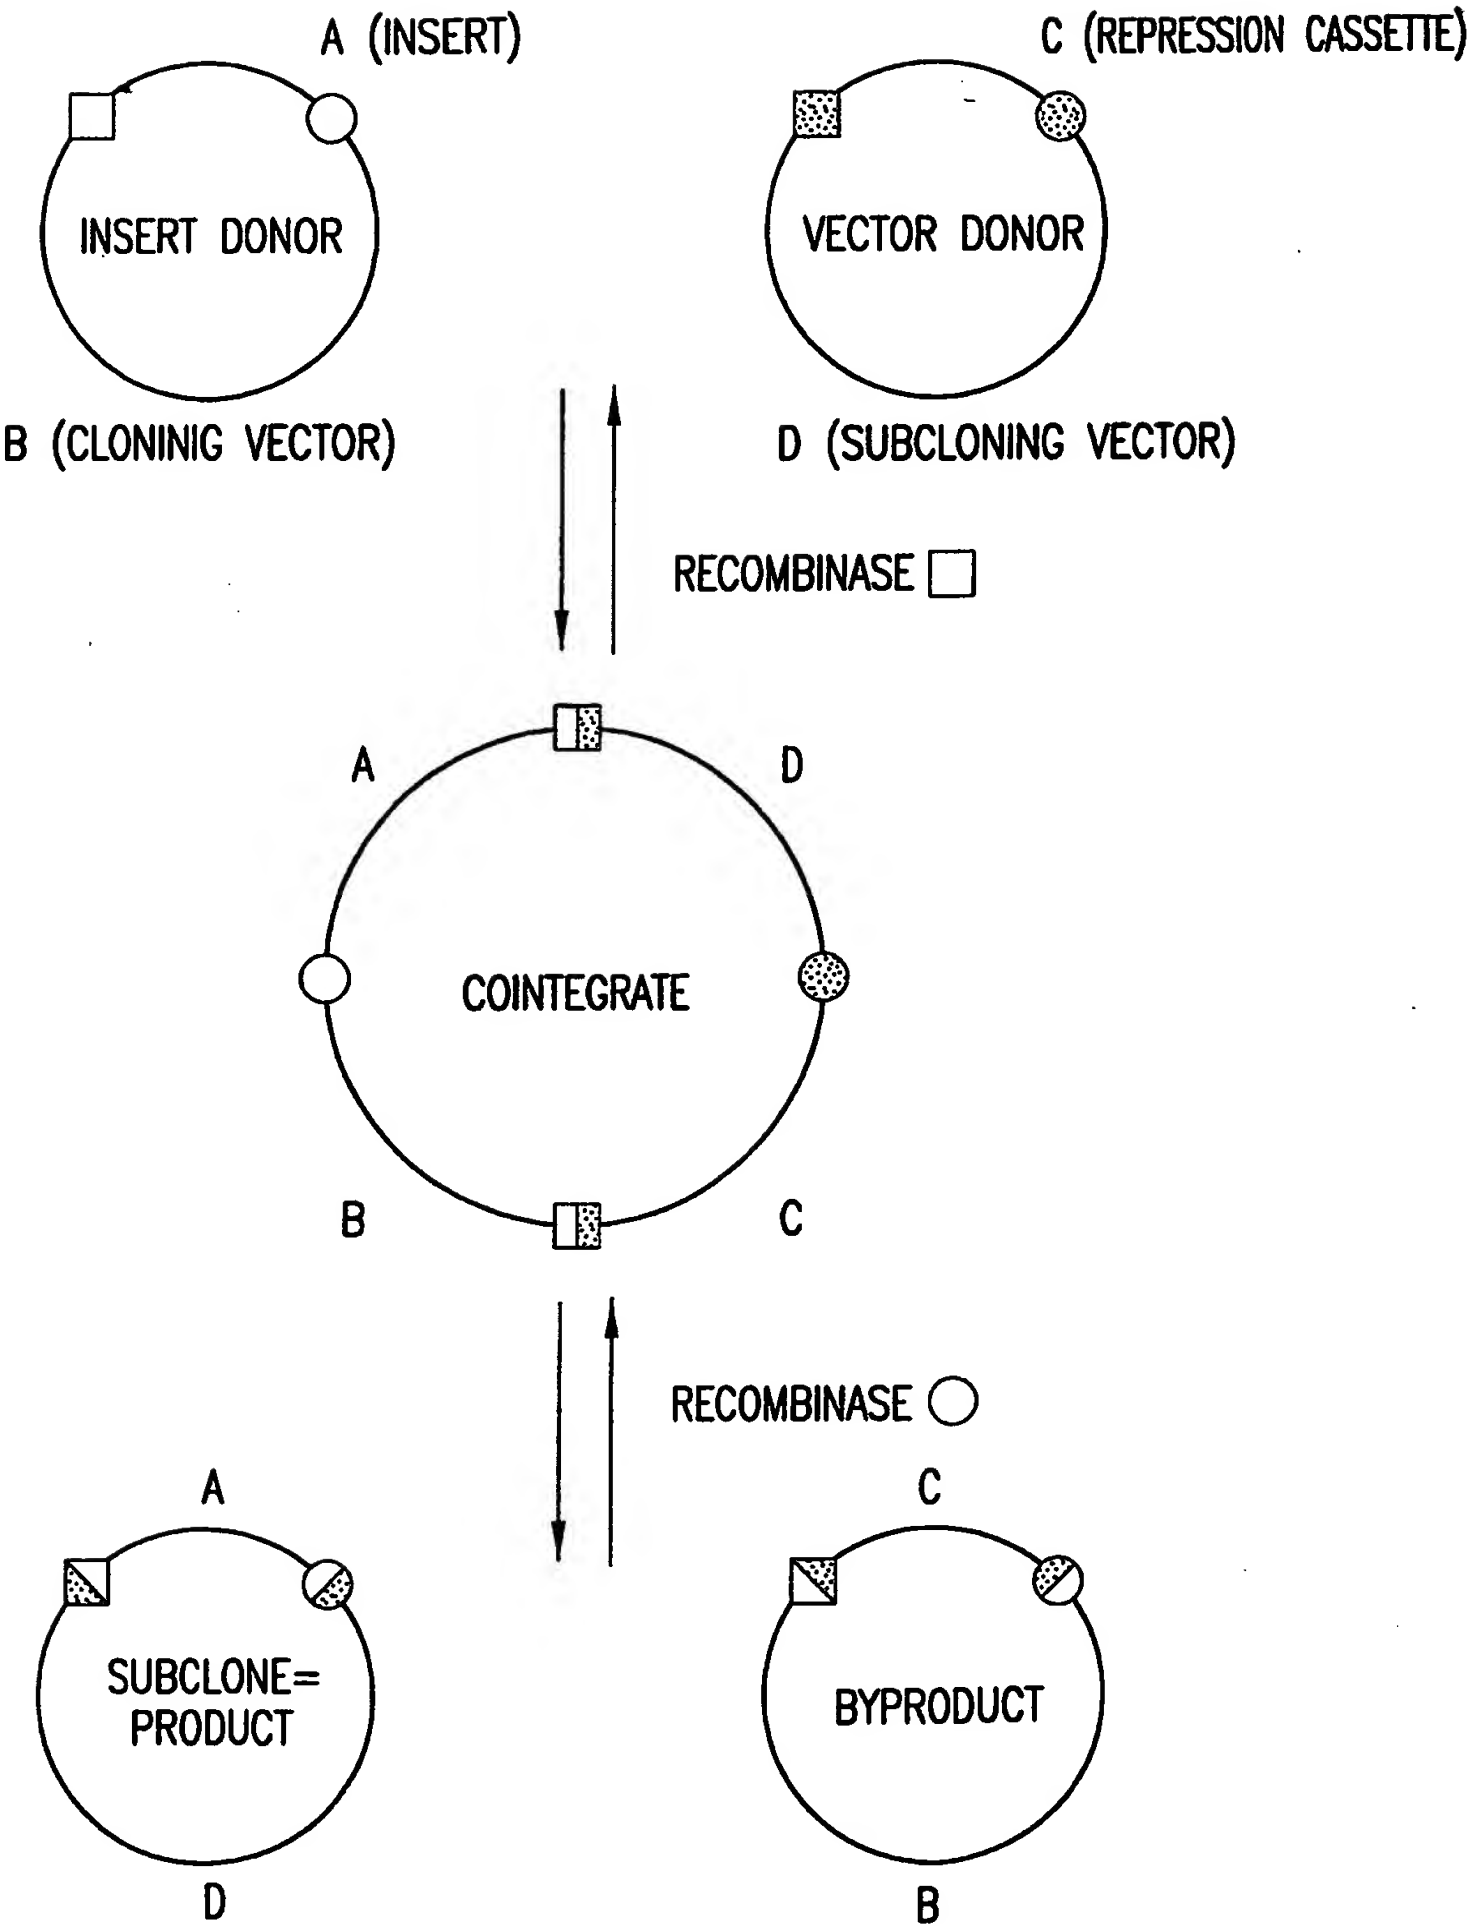 A (INSERT)
C (REPRESSION CASSETTE)
INSERT DONOR
VECTOR DONOR
B (CLONINIG VECTOR)
D (SUBCLONING VECTOR)
RECOMBINASE
A
D
COINTEGRATE
B
C
RECOMBINASE
A
C
SUBCLONE=
PRODUCT
BYPRODUCT
D
B